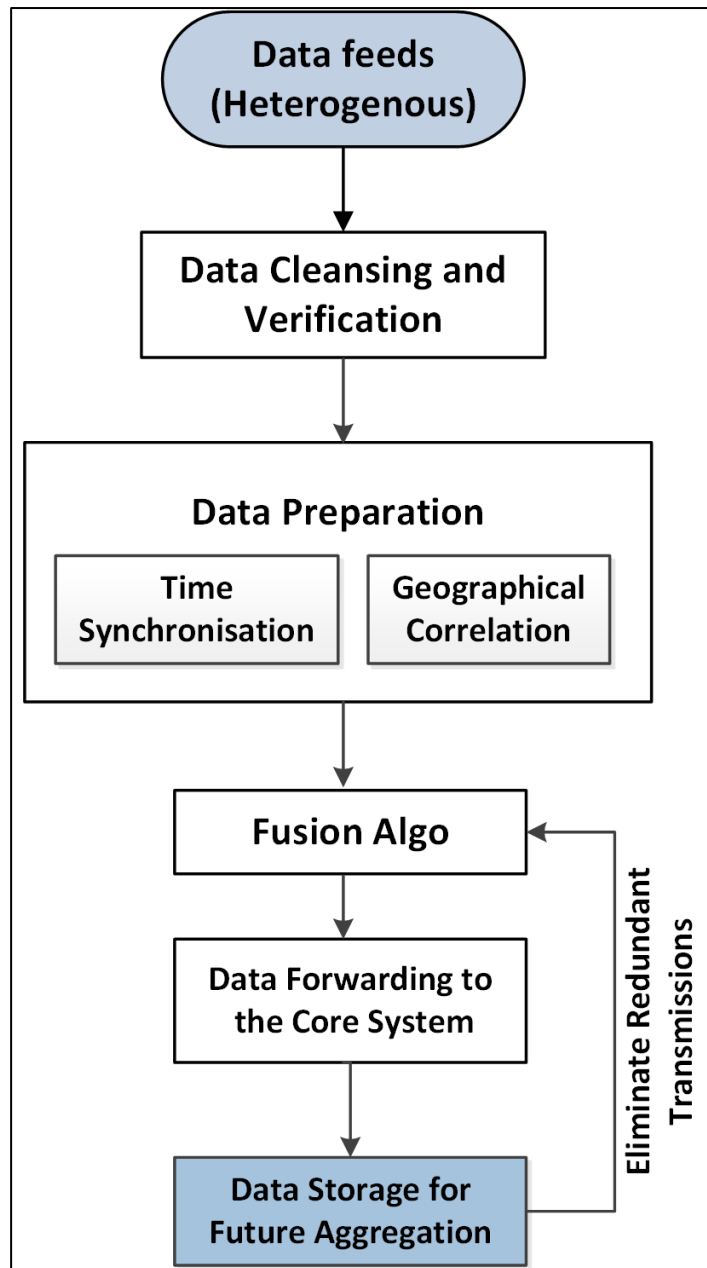 Data feeds
(Heterogenous)
Data Cleansing and
Verification
Data Preparation
Time
Synchronisation
Geographical
Correlation
Fusion Algo
Data Forwarding to
the Core System
Eliminate Redundant
Transmissions
Data Storage for
Future Aggregation